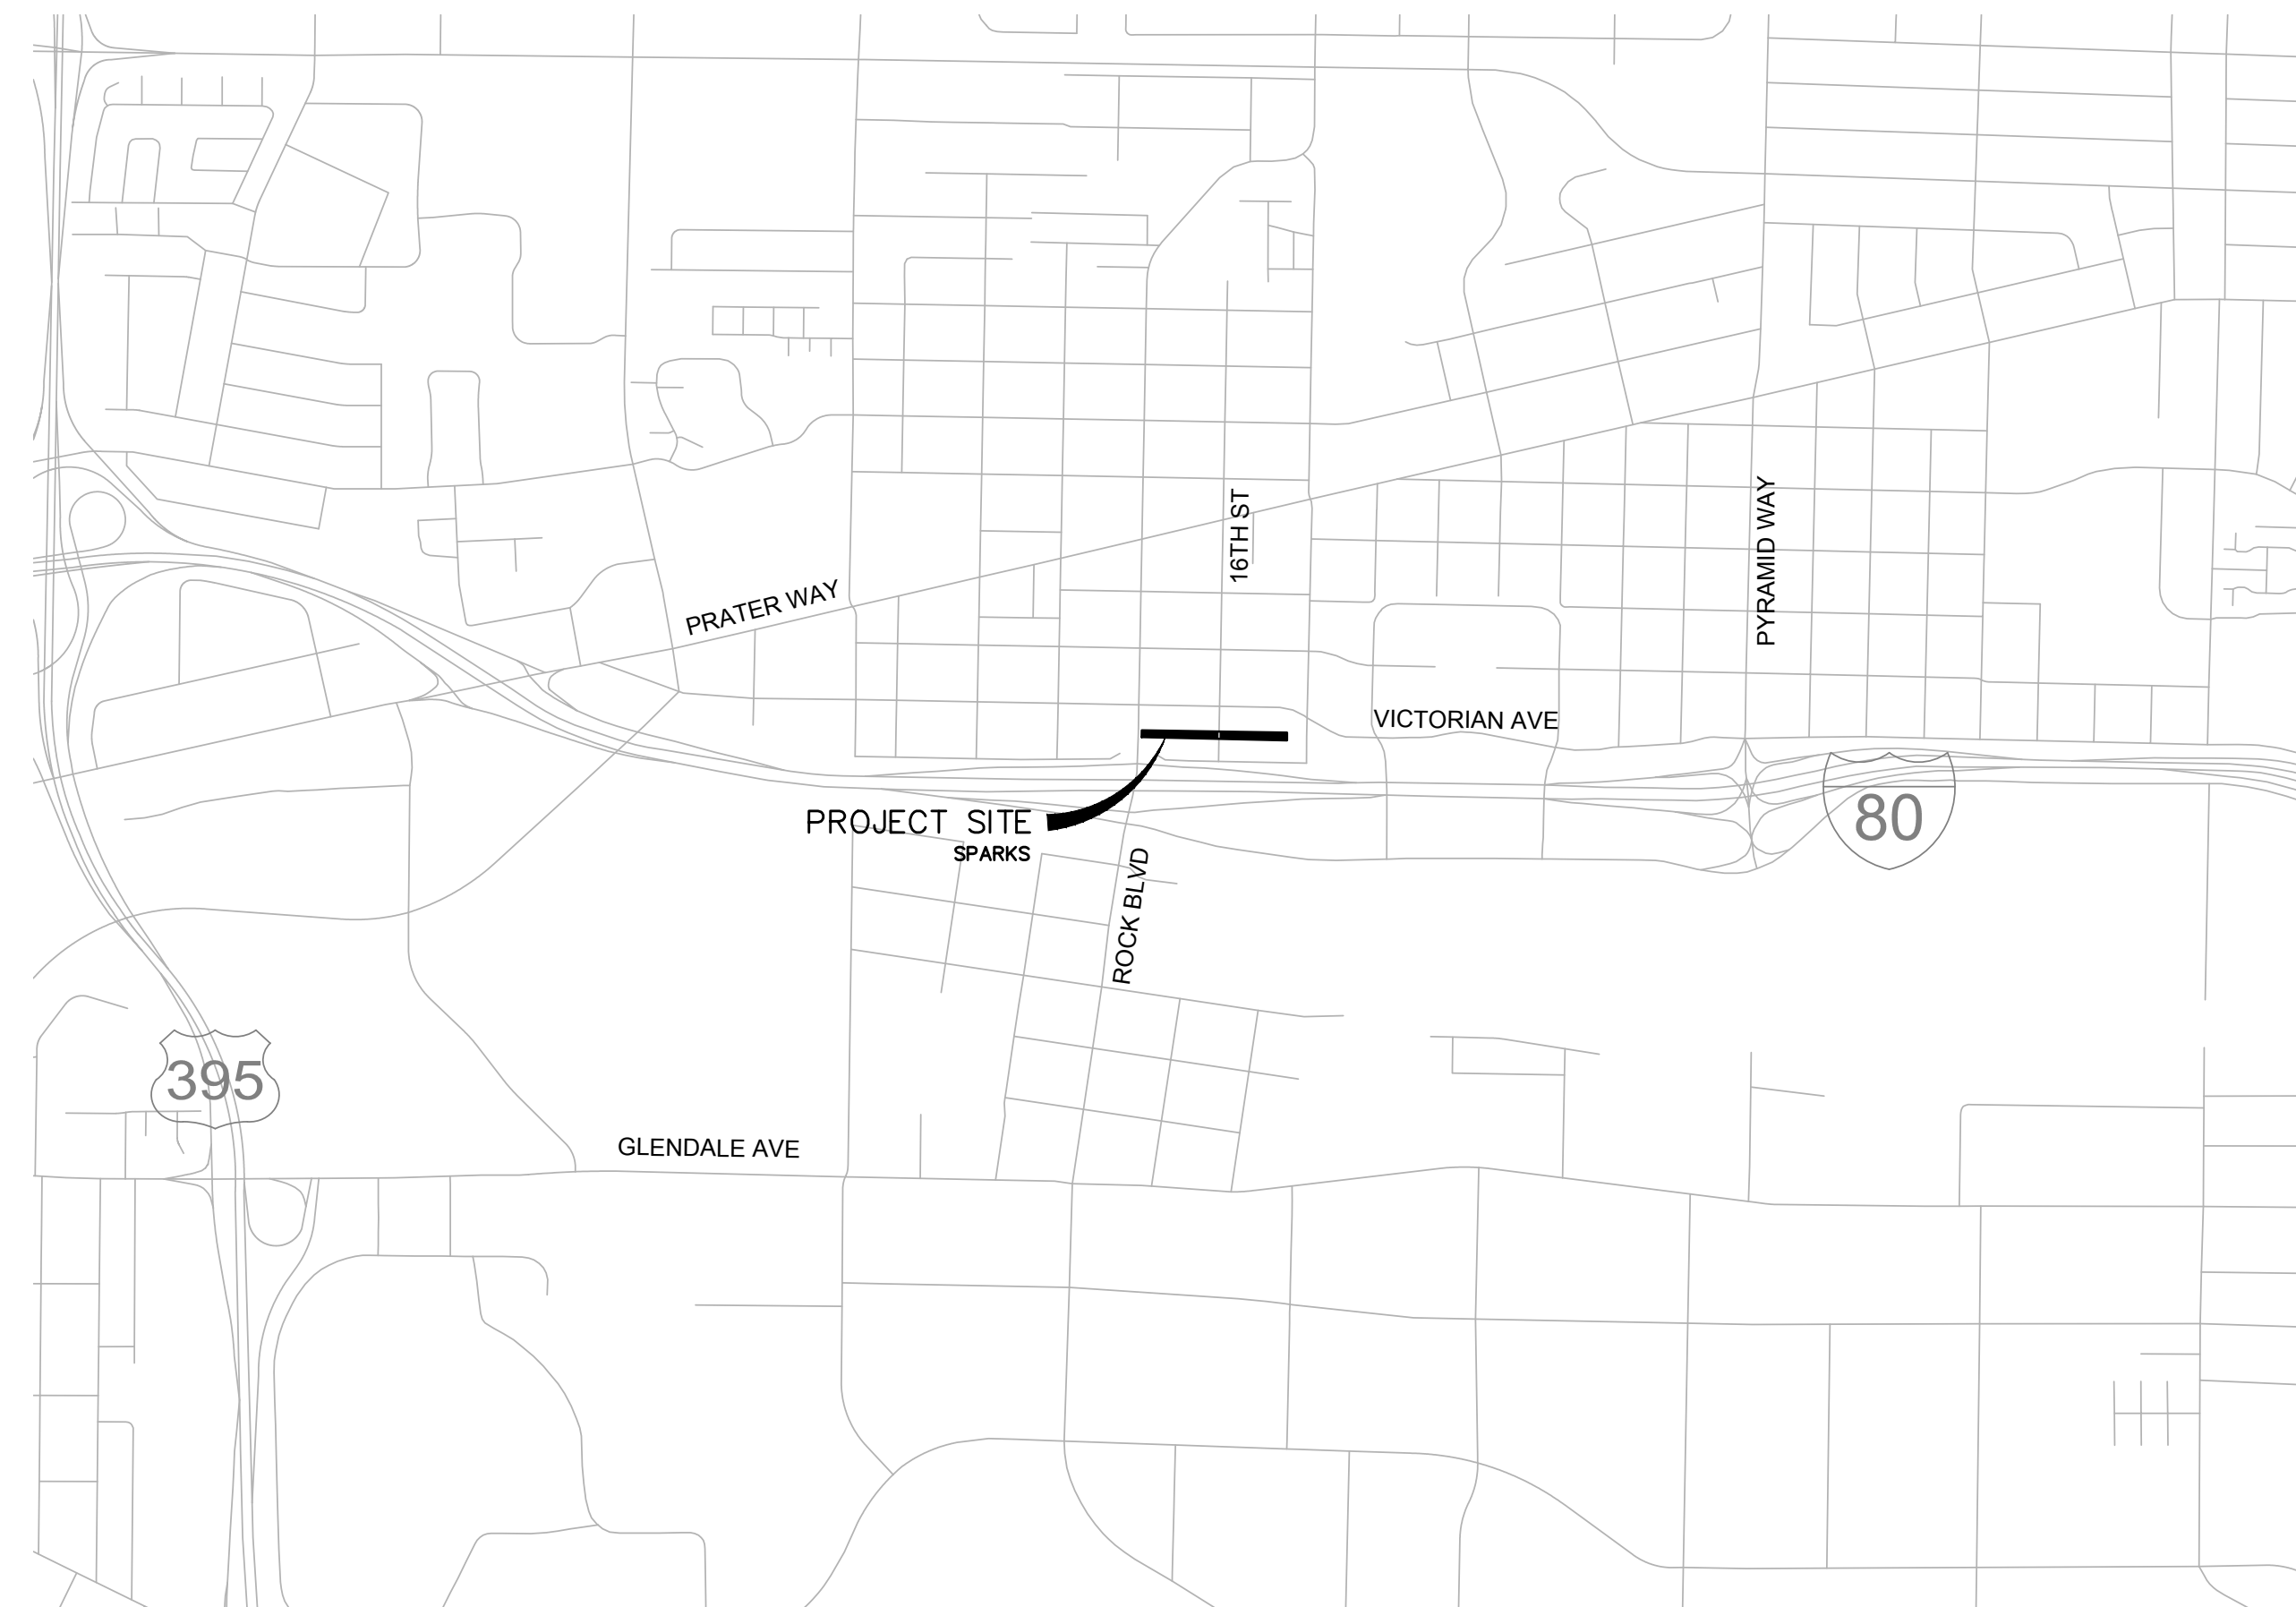 16TH ST
PYRAMID WAY
PRATER WAY
VICTORIAN AVE
PROJECT SITE
SPARKS
80
ROCK BLVD
395
GLENDALE AVE